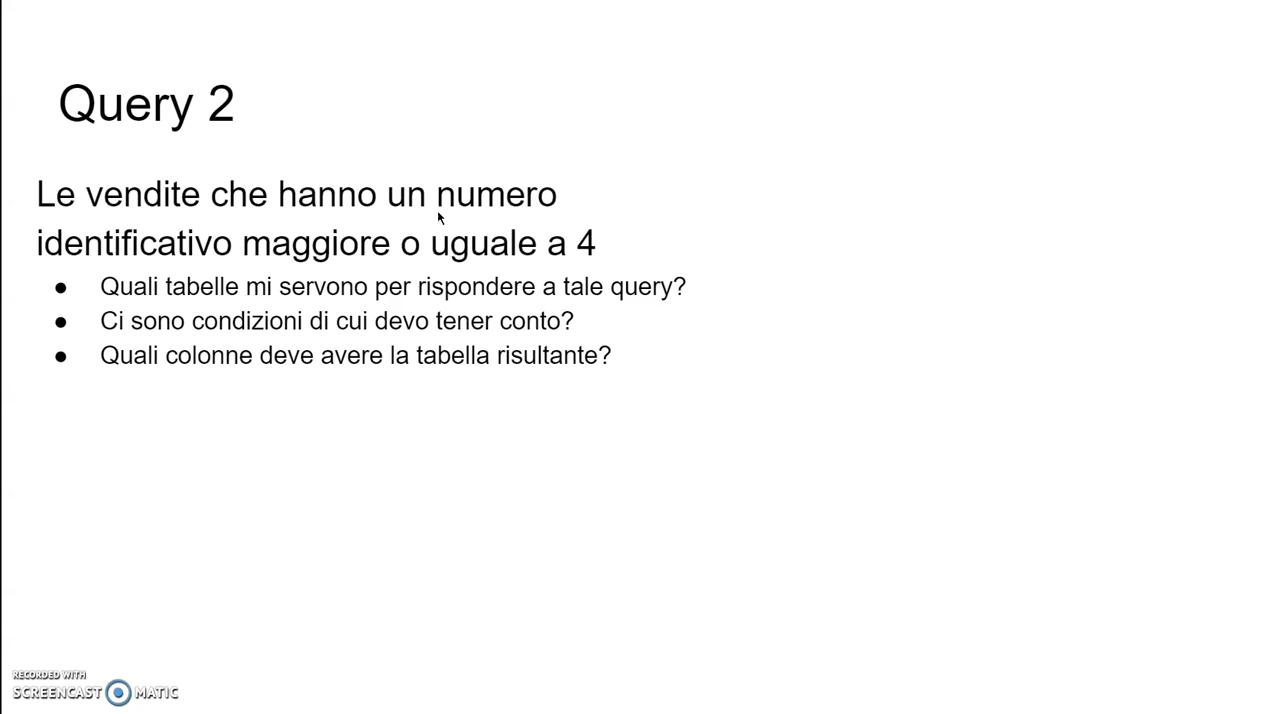 Query 2
Le vendite che hanno un numero
identificativo maggiore o uguale a 4
● Quali tabelle mi servono per rispondere a tale query?
● Ci sono condizioni di cui devo tener conto?
● Quali colonne deve avere la tabella risultante?
RECORDED WITH
SCREENCAST MATIC